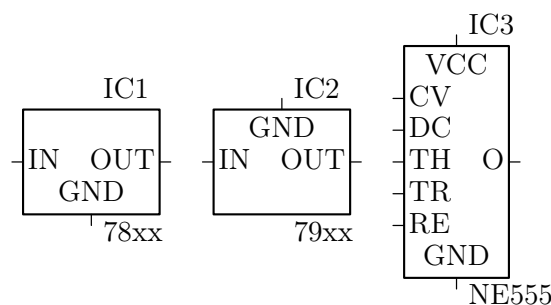 IC1
IN OUT
GND
78xx
IC2
GND
IN OUT
79xx
IC3
VCC
CV
DC
TH O
TR
RE
GND
NE555